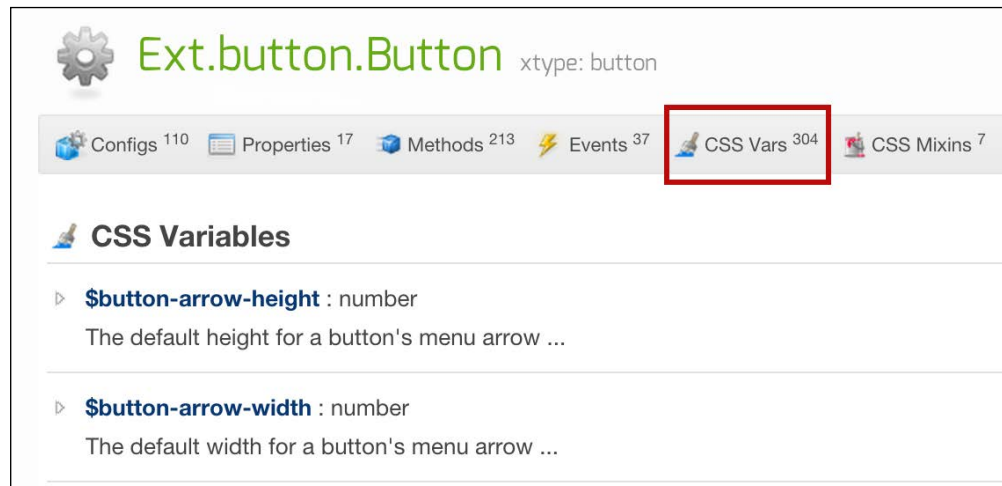 Ext.button.Button xtype: button
Configs 110 Properties 17 Methods 213 Events 37 CSS Vars 304 CSS Mixins 7
CSS Variables
$button-arrow-height : number
The default height for a button's menu arrow ...
$button-arrow-width : number
The default width for a button's menu arrow ...